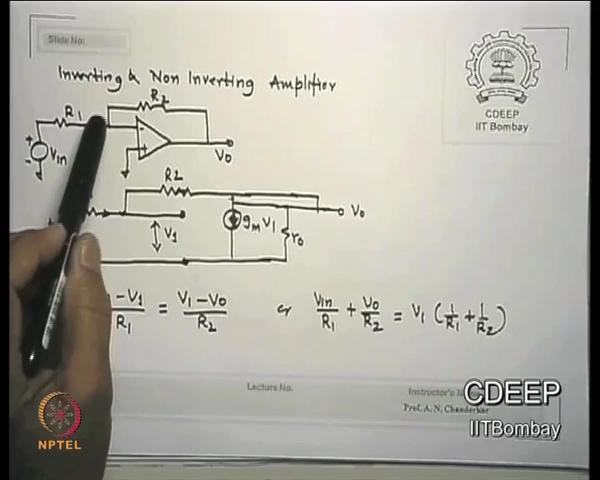 Slide No:
CDEEP
IIT Bombay
Inverting & Non Inverting Amplifier
R1
R2
+
-
Vin
-
+
V0
R2
V1
gm V1
r0
V0
- V1 / R1 = V1 - V0 / R2 or Vin / R1 + V0 / R2 = V1 ( 1 / R1 + 1 / R2 )
Lecture No.
Instructor's N
Prof. A. N. Chandorkar
CDEEP
IITBombay
NPTEL